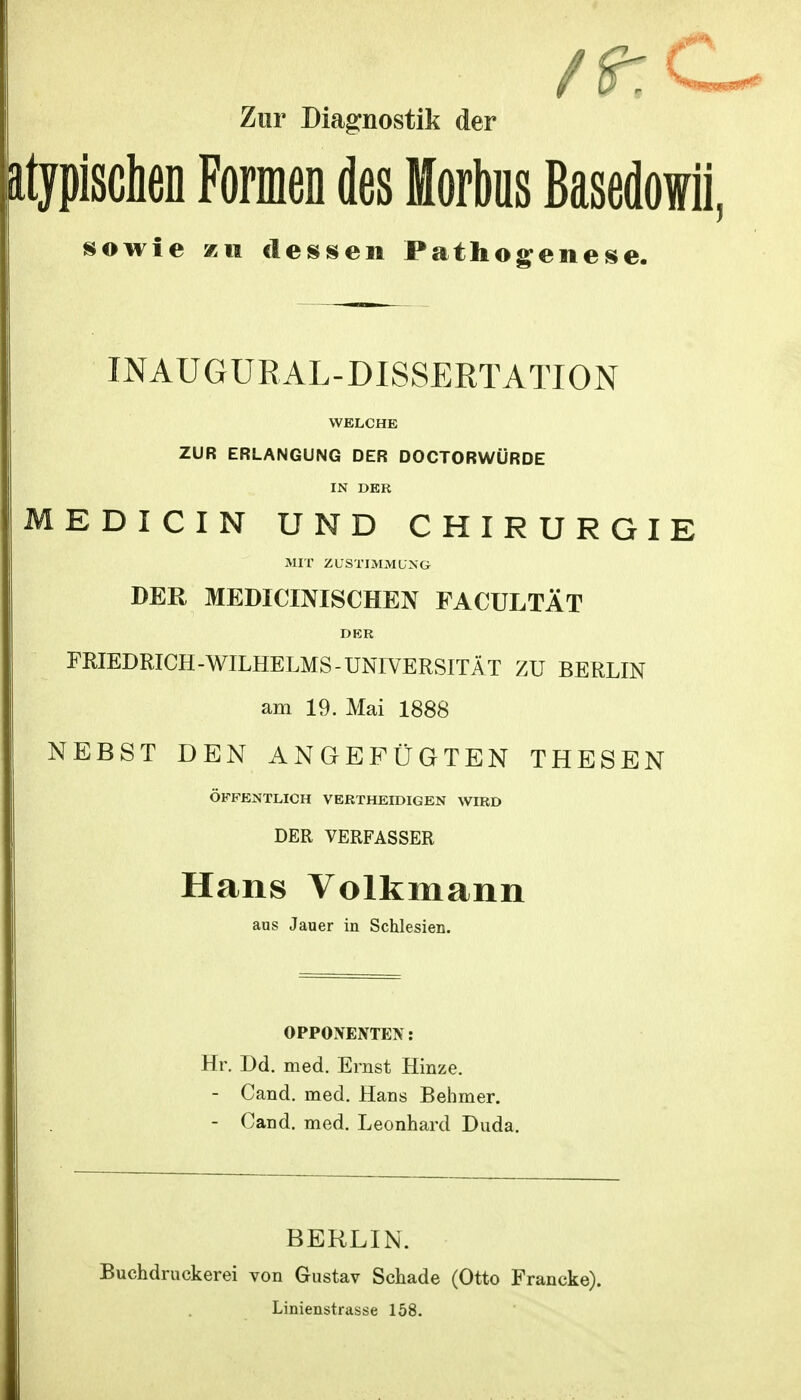 Zur Diagnostik der
atypischen Formen des Morbus Basedowii,
sowie zu dessen Pathogenese.
INAUGURAL-DISSERTATION
WELCHE
ZUR ERLANGUNG DER DOCTORWÜRDE
IN DER
MEDICIN UND CHIRURGIE
MIT ZUSTIMMUNG
DER MEDICINISCHEN FACULTÄT
DER
FRIEDRICH-WILHELMS-UNIVERSITÄT ZU BERLIN
am 19. Mai 1888
NEBST DEN ANGEFÜGTEN THESEN
ÖFFENTLICH VERTHEIDIGEN WIRD
DER VERFASSER
Hans Volkmann
aus Jauer in Schlesien.
OPPONENTEN:
Hr. Dd. med. Ernst Hinze.
- Cand. med. Hans Behmer.
- Cand. med. Leonhard Duda.
BERLIN.
Buchdruckerei von Gustav Schade (Otto Francke).
Linienstrasse 158.